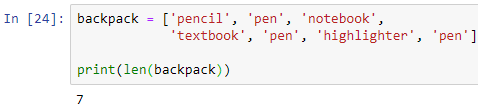 In [24]: backpack = ['pencil', 'pen', 'notebook',
'textbook', 'pen', 'highlighter', 'pen']
print(len(backpack))
7